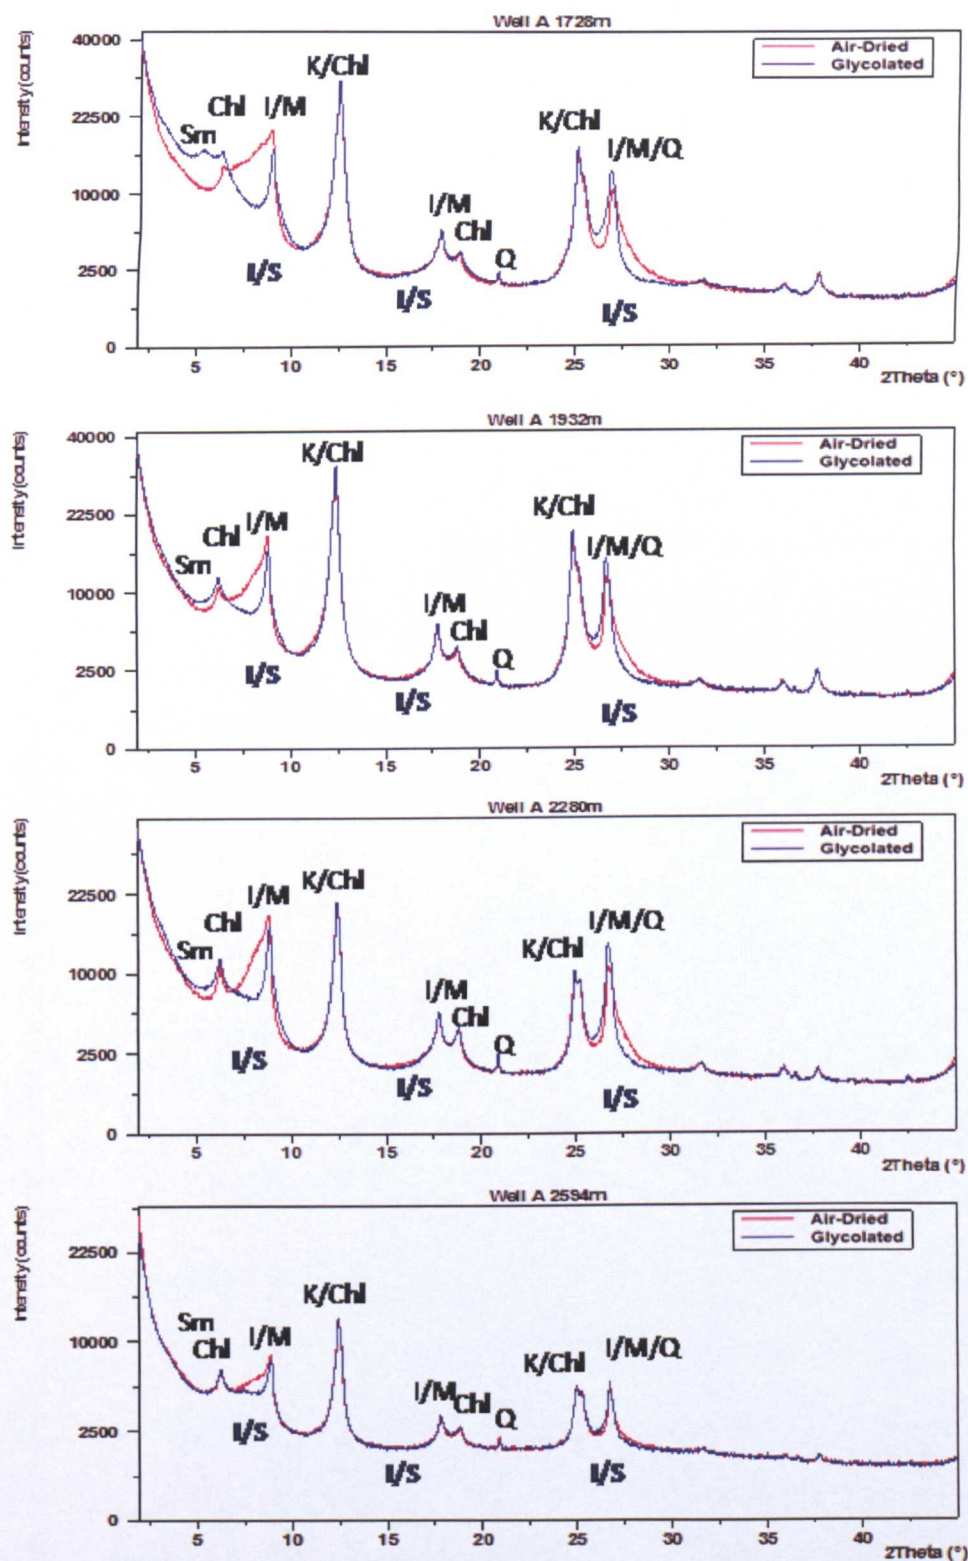 Well A 1728m
Intensity (counts)
40000
22500
10000
2500
0
Air-Dried
Glycolated
Sm
Chl
I/M
K/Chl
I/M
Chl
Q
K/Chl
I/M/Q
I/S
I/S
I/S
5 10 15 20 25 30 35 40
2Theta (°)
Well A 1932m
Intensity (counts)
40000
22500
10000
2500
0
Air-Dried
Glycolated
Sm
Chl
I/M
K/Chl
I/M
Chl
Q
K/Chl
I/M/Q
I/S
I/S
I/S
5 10 15 20 25 30 35 40
2Theta (°)
Well A 2280m
Intensity (counts)
22500
10000
2500
0
Air-Dried
Glycolated
Sm
Chl
I/M
K/Chl
I/M
Chl
Q
K/Chl
I/M/Q
I/S
I/S
I/S
5 10 15 20 25 30 35 40
2Theta (°)
Well A 2594m
Intensity (counts)
22500
10000
2500
0
Air-Dried
Glycolated
Sm
Chl
I/M
K/Chl
I/M
Chl
Q
K/Chl
I/M/Q
I/S
I/S
I/S
5 10 15 20 25 30 35 40
2Theta (°)